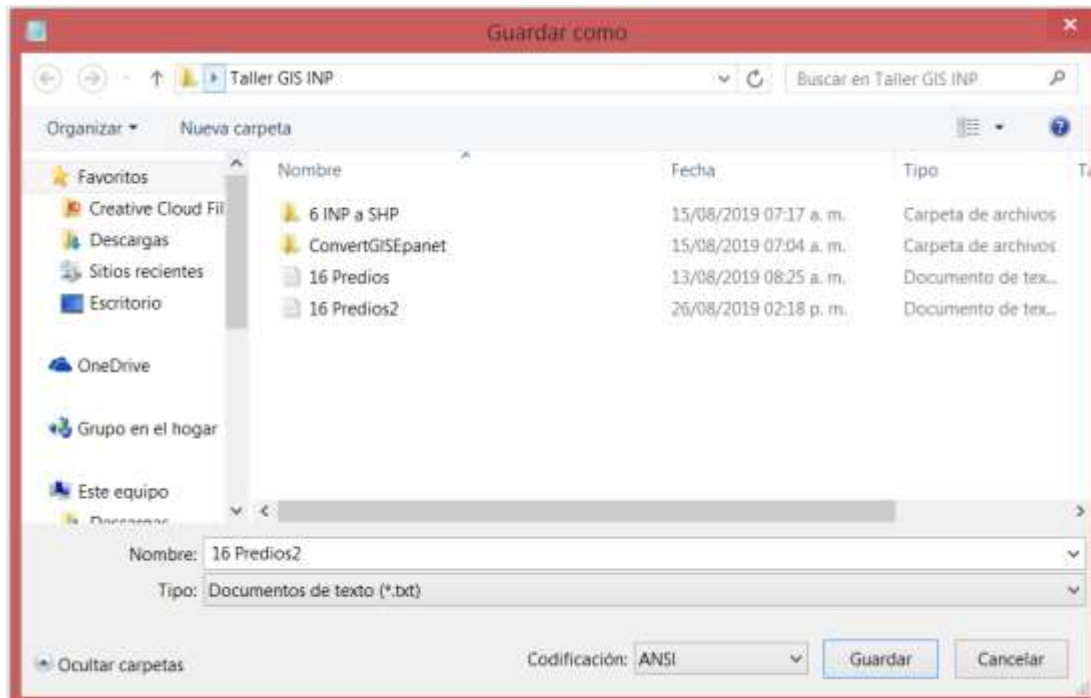 Guardar como
Taller GIS INP
Buscar en Taller GIS INP
Organizar
Nueva carpeta
Favoritos
Creative Cloud Fil
Descargas
Sitios recientes
Escritorio
OneDrive
Grupo en el hogar
Este equipo
Descargas
Nombre Fecha Tipo Ta
6 INP a SHP 15/08/2019 07:17 a. m. Carpeta de archivos
ConvertGISEpanet 15/08/2019 07:04 a. m. Carpeta de archivos
16 Predios 13/08/2019 08:25 a. m. Documento de tex...
16 Predios2 26/08/2019 02:18 p. m. Documento de tex...
Nombre: 16 Predios2
Tipo: Documentos de texto (*.txt)
Ocultar carpetas
Codificación: ANSI
Guardar
Cancelar